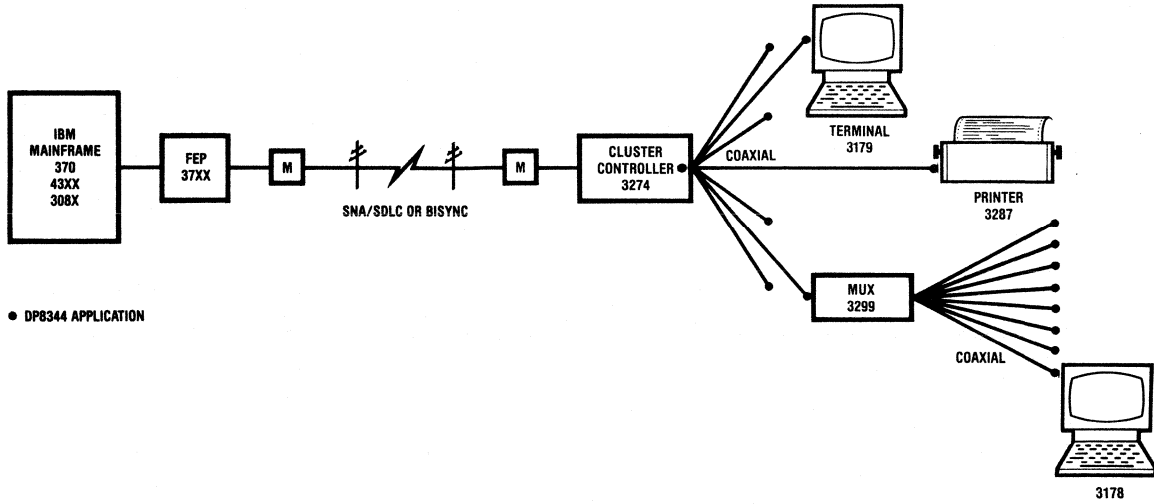 IBM
MAINFRAME
370
43XX
308X
FEP
37XX
M
SNA/SDLC OR BISYNC
M
CLUSTER
CONTROLLER
3274
COAXIAL
TERMINAL
3179
PRINTER
3287
MUX
3299
COAXIAL
3178
● DP8344 APPLICATION